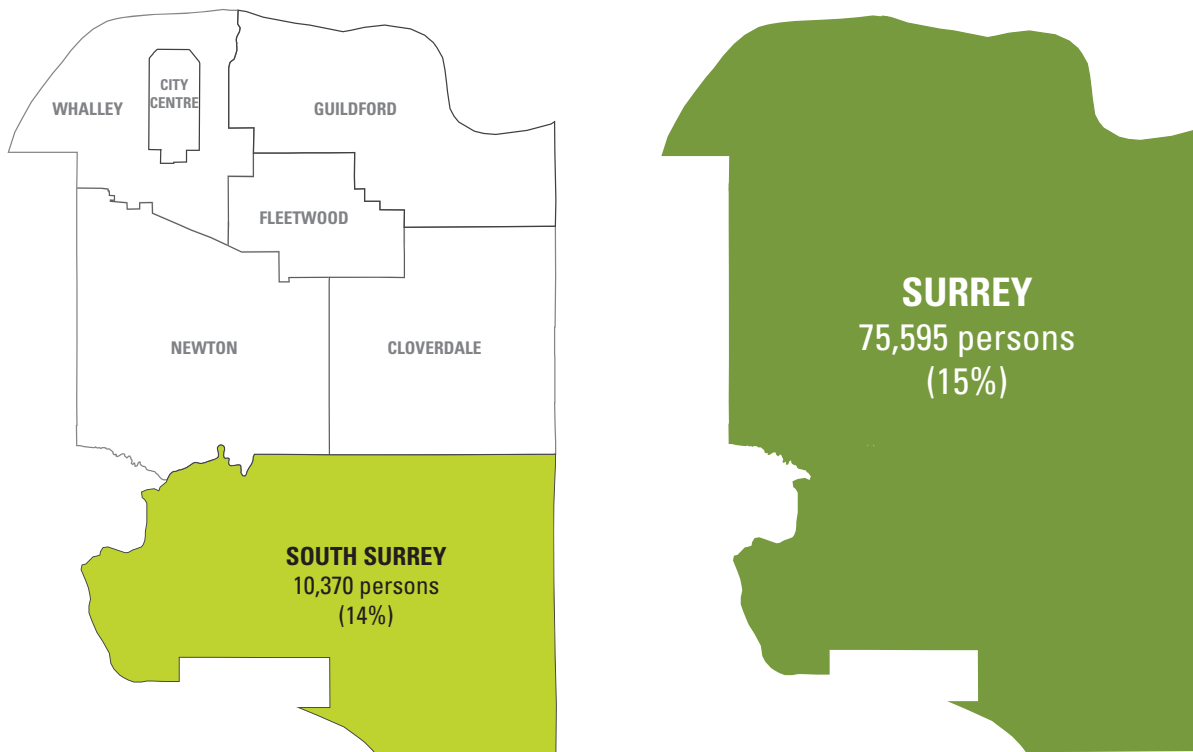 WHALLEY
CITY
CENTRE
GUILDFORD
FLEETWOOD
NEWTON
CLOVERDALE
SOUTH SURREY
10,370 persons
(14%)
SURREY
75,595 persons
(15%)